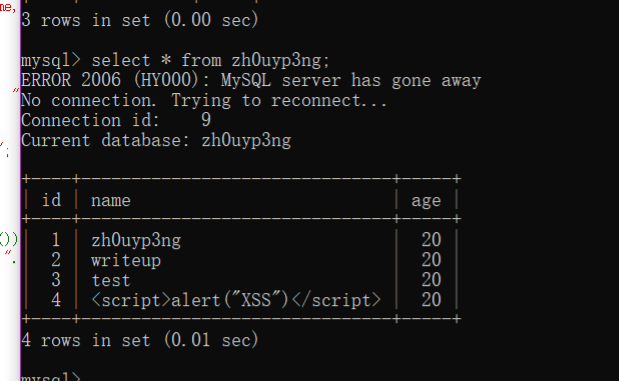 me,
3 rows in set (0.00 sec)
mysql> select * from zh0uyp3ng;
ERROR 2006 (HY000): MySQL server has gone away
"
No connection. Trying to reconnect...
Connection id:    9
Current database: zh0uyp3ng
";
+----+-------------------------------+-----+
| id | name                          | age |
+----+-------------------------------+-----+
|  1 | zh0uyp3ng                     |  20 |
())
|  2 | writeup                       |  20 |
".
|  3 | test                          |  20 |
|  4 | <script>alert("XSS")</script> |  20 |
+----+-------------------------------+-----+
4 rows in set (0.01 sec)
mysql>